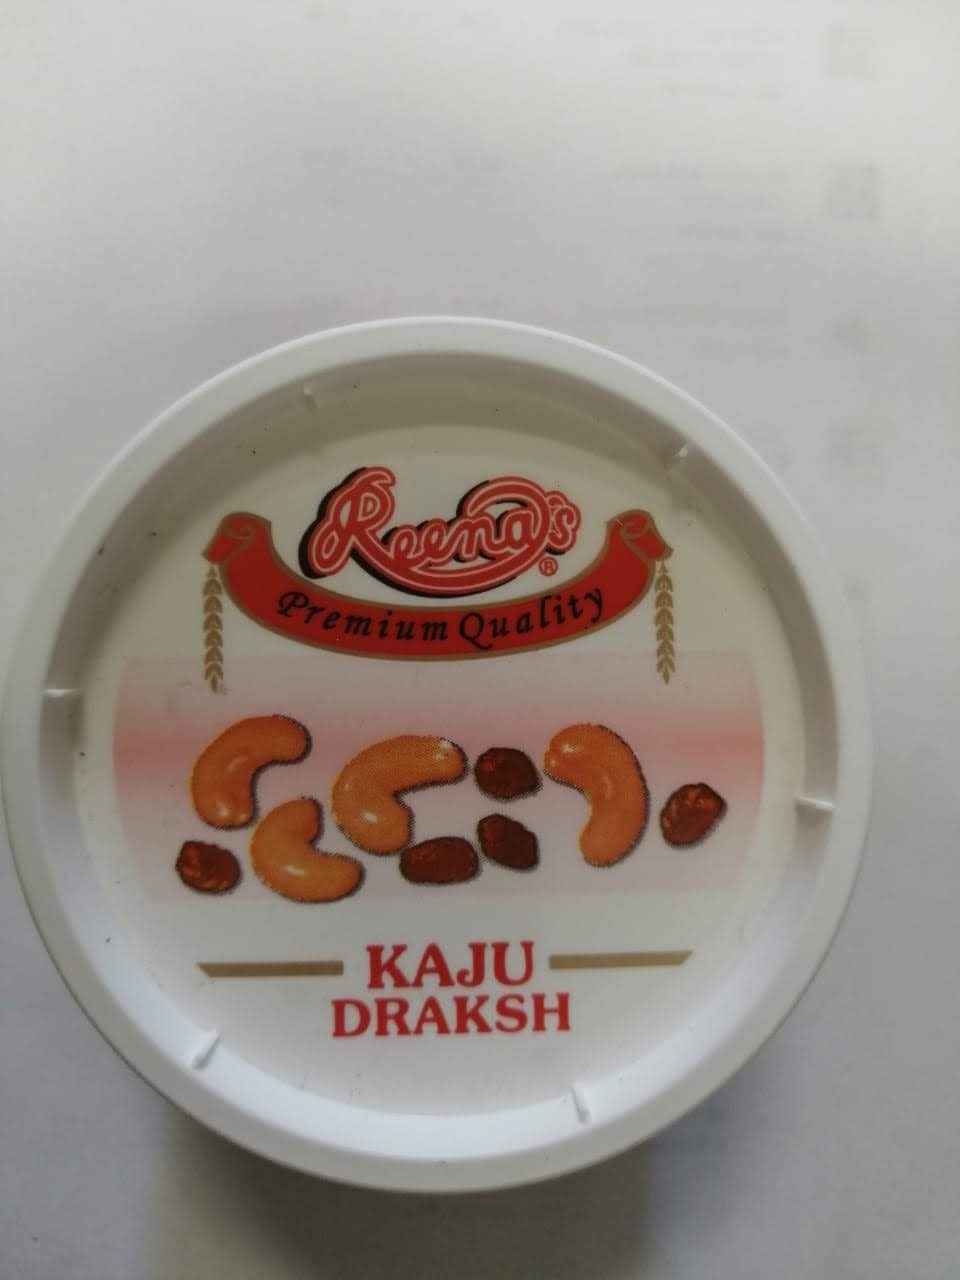 Reena's
®
Premium Quality
KAJU
DRAKSH